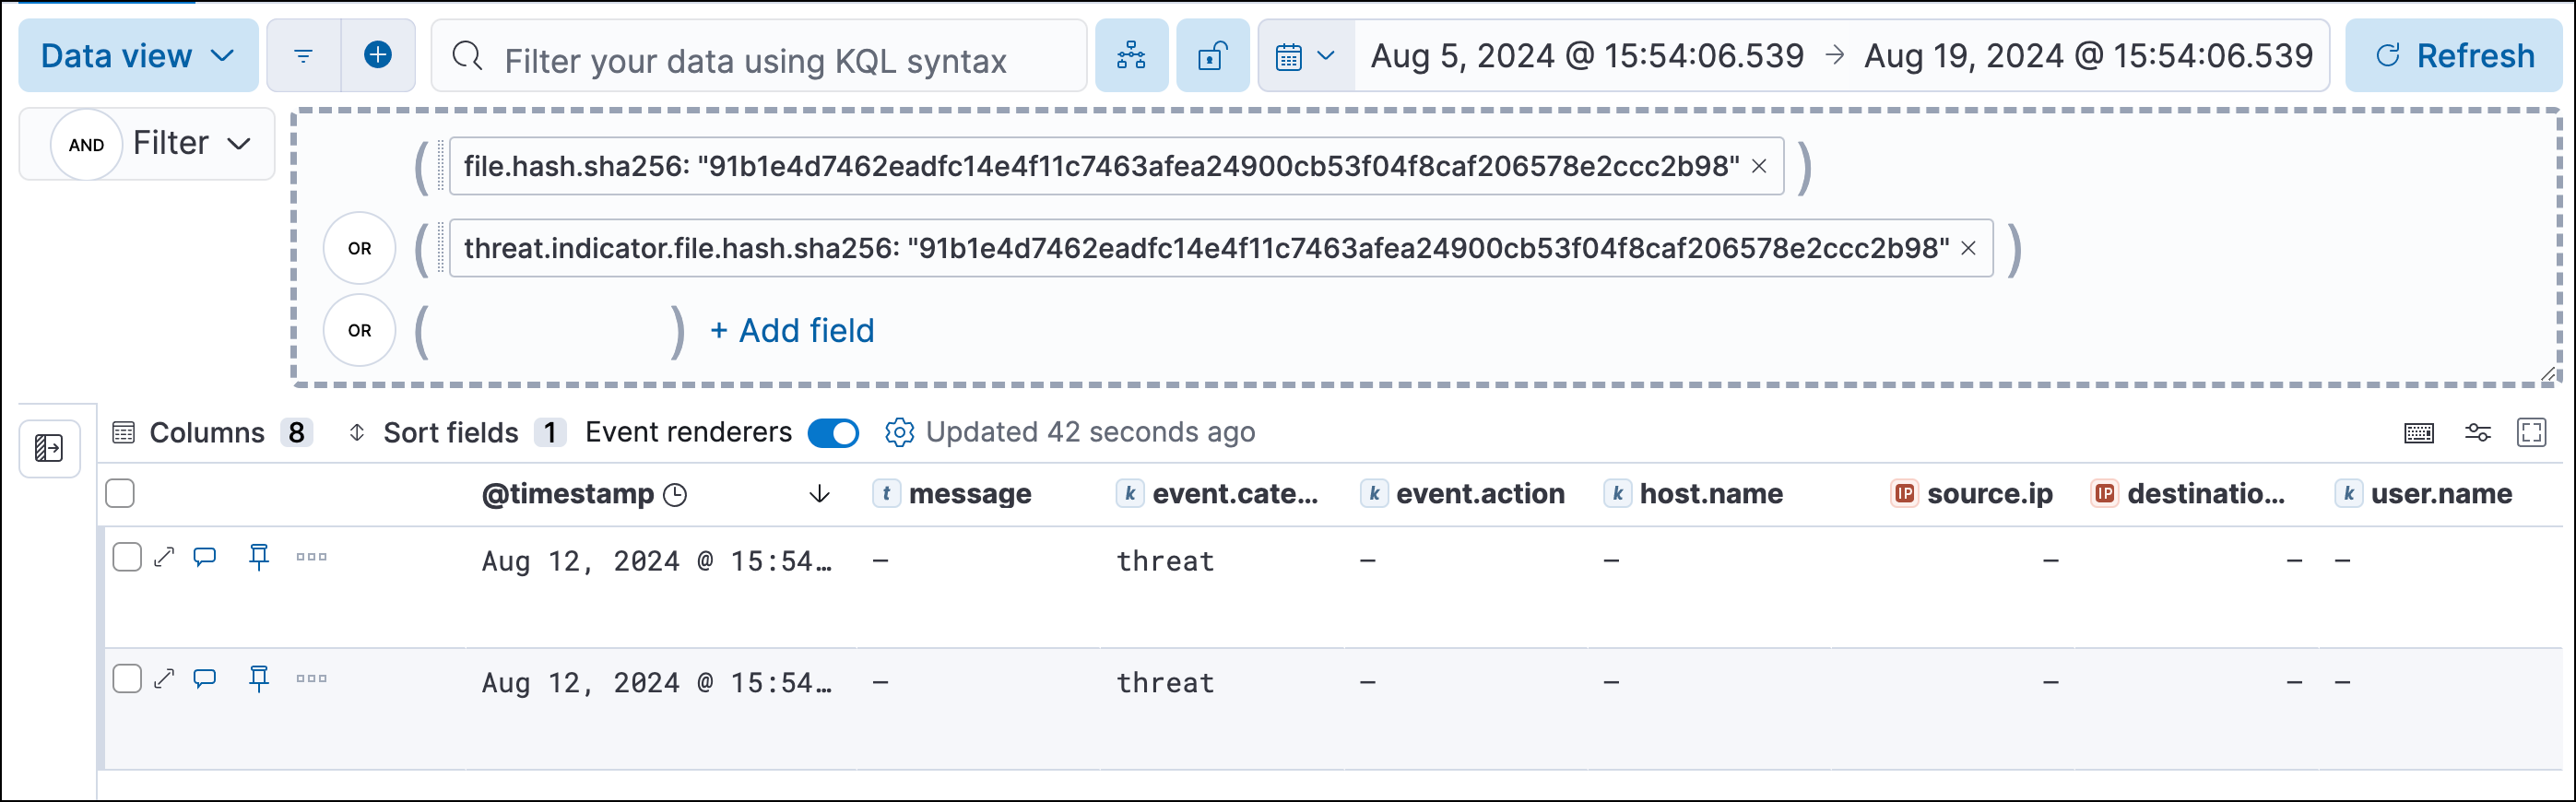 Data view Filter your data using KQL syntax Aug 5, 2024 @ 15:54:06.539 → Aug 19, 2024 @ 15:54:06.539 Refresh
AND Filter
( file.hash.sha256: "91b1e4d7462eadfc14e4f11c7463afea24900cb53f04f8caf206578e2ccc2b98" × )
OR ( threat.indicator.file.hash.sha256: "91b1e4d7462eadfc14e4f11c7463afea24900cb53f04f8caf206578e2ccc2b98" × )
OR ( ) + Add field
Columns 8 Sort fields 1 Event renderers Updated 42 seconds ago
@timestamp t message k event.cate... k event.action k host.name IP source.ip IP destinatio... k user.name
Aug 12, 2024 @ 15:54… — threat — — — — —
Aug 12, 2024 @ 15:54… — threat — — — — —